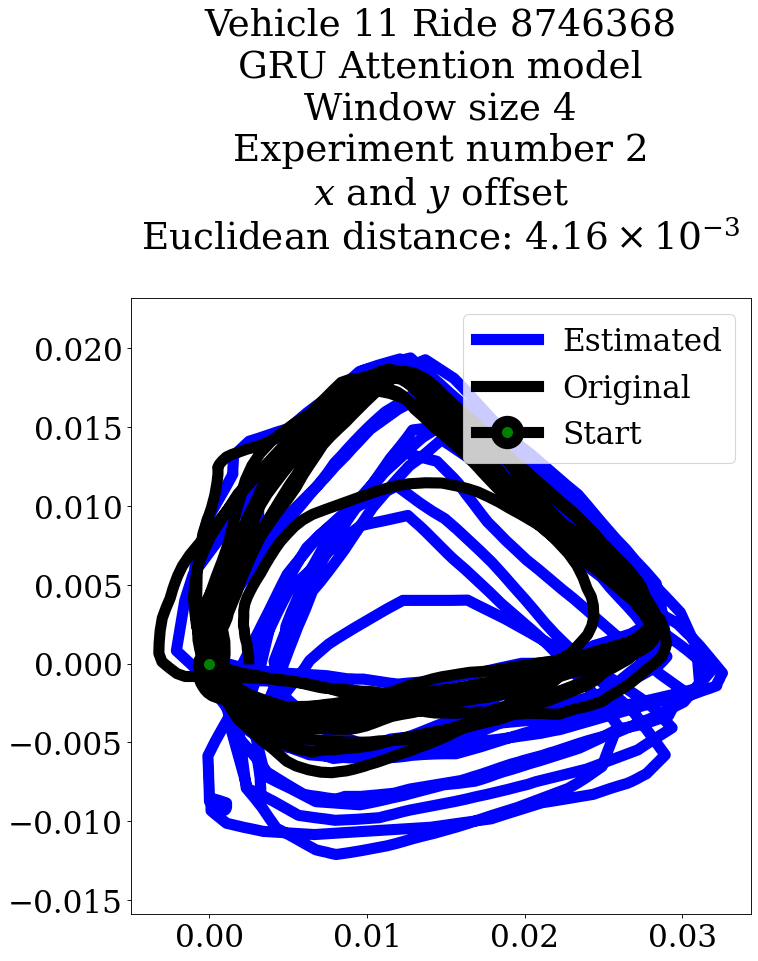 Vehicle 11 Ride 8746368
GRU Attention model
Window size 4
Experiment number 2
x and y offset
Euclidean distance: 4.16 × 10⁻³
Estimated
Original
Start
0.020
0.015
0.010
0.005
0.000
−0.005
−0.010
−0.015
0.00 0.01 0.02 0.03